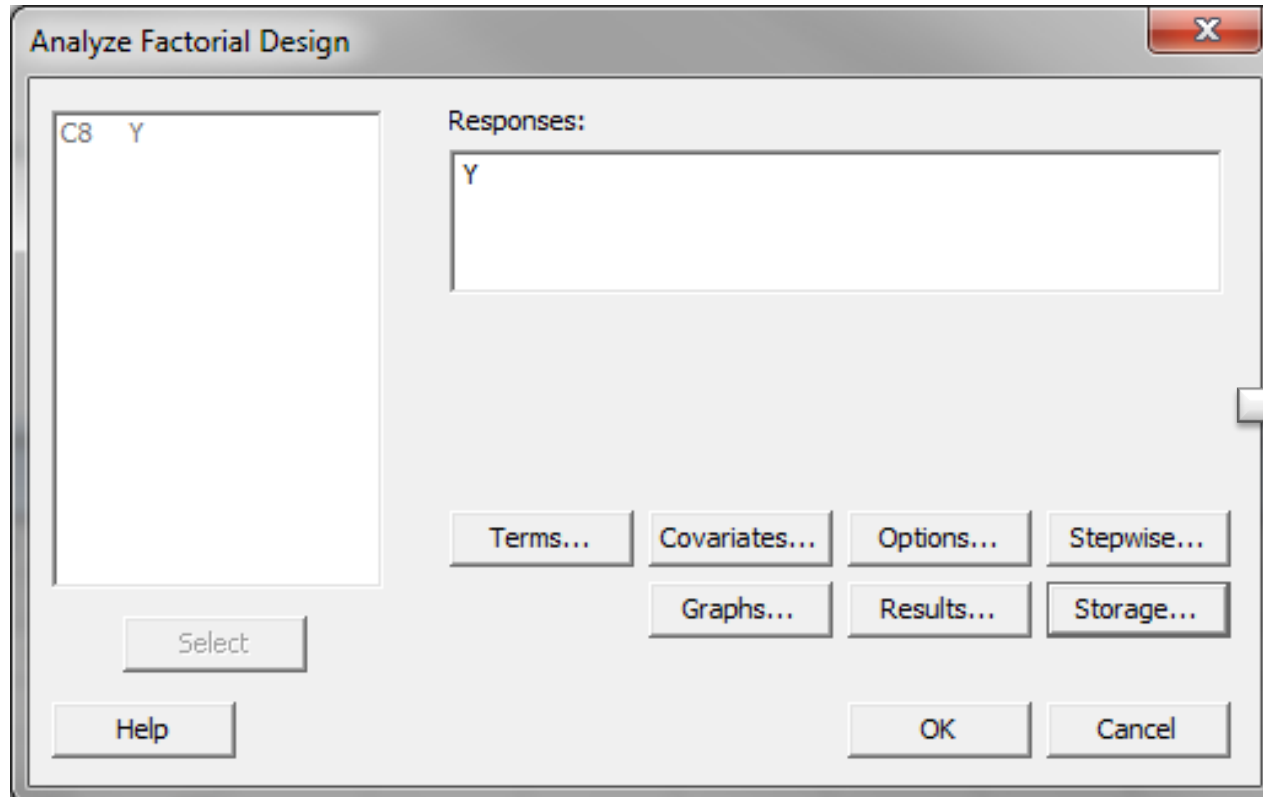 Analyze Factorial Design
C8 Y
Responses:
Y
Terms... Covariates... Options... Stepwise...
Graphs... Results... Storage...
Select
Help OK Cancel